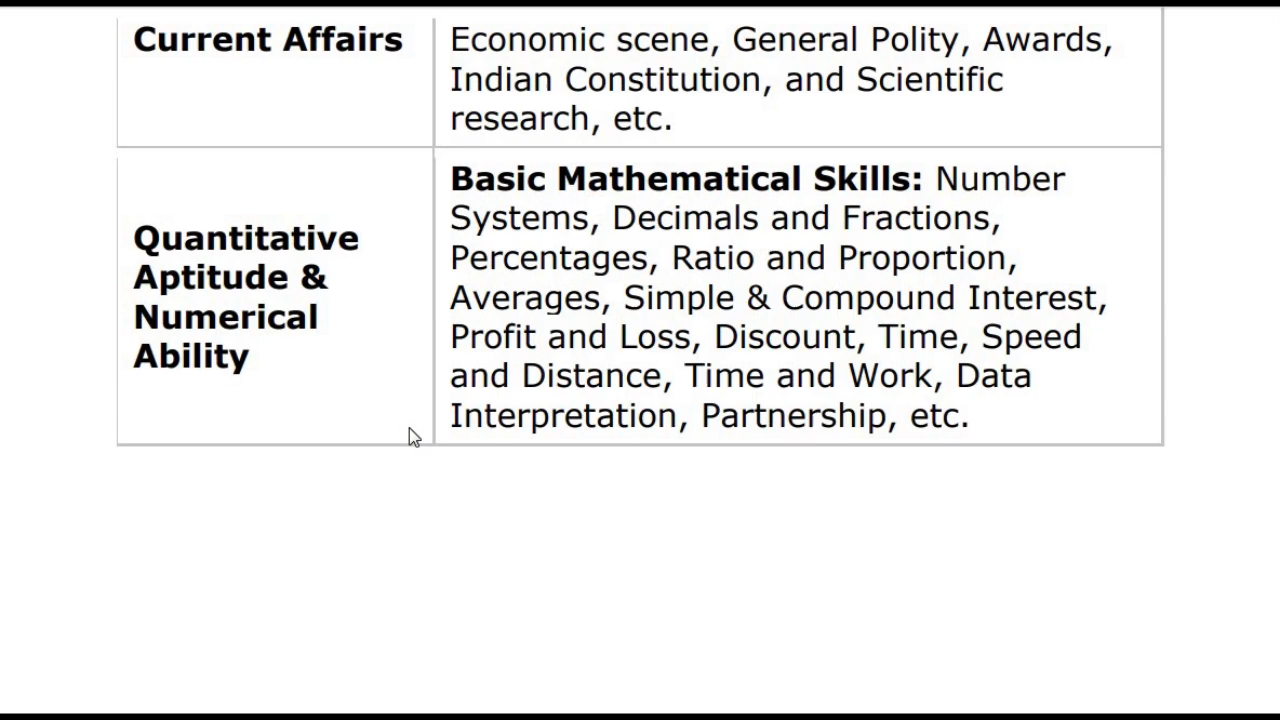 Current Affairs
Economic scene, General Polity, Awards,
Indian Constitution, and Scientific
research, etc.
Quantitative
Aptitude &
Numerical
Ability
Basic Mathematical Skills: Number
Systems, Decimals and Fractions,
Percentages, Ratio and Proportion,
Averages, Simple & Compound Interest,
Profit and Loss, Discount, Time, Speed
and Distance, Time and Work, Data
Interpretation, Partnership, etc.